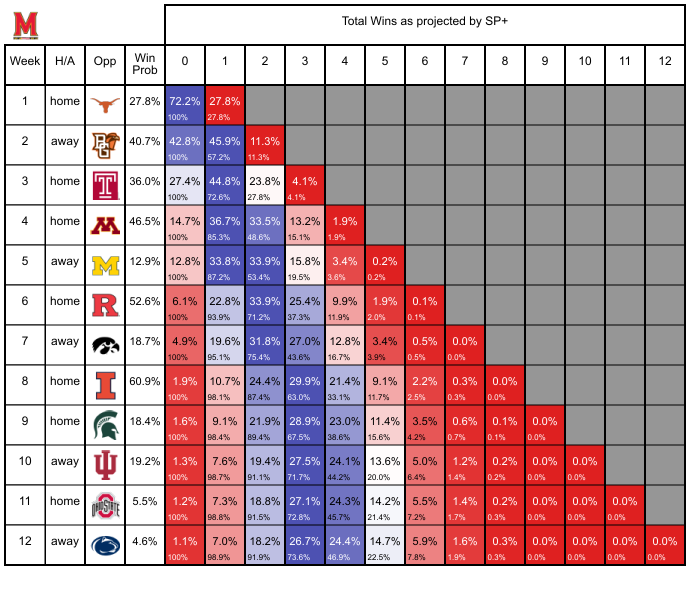 Total Wins as projected by SP+
Week H/A Opp Win Prob 0 1 2 3 4 5 6 7 8 9 10 11 12
1 home 27.8% 72.2% 27.8%
100% 27.8%
2 away 40.7% 42.8% 45.9% 11.3%
100% 57.2% 11.3%
3 home 36.0% 27.4% 44.8% 23.8% 4.1%
100% 72.6% 27.8% 4.1%
4 home 46.5% 14.7% 36.7% 33.5% 13.2% 1.9%
100% 85.3% 48.6% 15.1% 1.9%
5 away 12.9% 12.8% 33.8% 33.9% 15.8% 3.4% 0.2%
100% 87.2% 53.4% 19.5% 3.6% 0.2%
6 home 52.6% 6.1% 22.8% 33.9% 25.4% 9.9% 1.9% 0.1%
100% 93.9% 71.2% 37.3% 11.9% 2.0% 0.1%
7 away 18.7% 4.9% 19.6% 31.8% 27.0% 12.8% 3.4% 0.5% 0.0%
100% 95.1% 75.4% 43.6% 16.7% 3.9% 0.5% 0.0%
8 home 60.9% 1.9% 10.7% 24.4% 29.9% 21.4% 9.1% 2.2% 0.3% 0.0%
100% 98.1% 87.4% 63.0% 33.1% 11.7% 2.5% 0.3% 0.0%
9 home 18.4% 1.6% 9.1% 21.9% 28.9% 23.0% 11.4% 3.5% 0.6% 0.1% 0.0%
100% 98.4% 89.4% 67.5% 38.6% 15.6% 4.2% 0.7% 0.1% 0.0%
10 away 19.2% 1.3% 7.6% 19.4% 27.5% 24.1% 13.6% 5.0% 1.2% 0.2% 0.0% 0.0%
100% 98.7% 91.1% 71.7% 44.2% 20.0% 6.4% 1.4% 0.2% 0.0% 0.0%
11 home OHIO STATE 5.5% 1.2% 7.3% 18.8% 27.1% 24.3% 14.2% 5.5% 1.4% 0.2% 0.0% 0.0% 0.0%
100% 98.8% 91.5% 72.8% 45.7% 21.4% 7.2% 1.7% 0.3% 0.0% 0.0% 0.0%
12 away 4.6% 1.1% 7.0% 18.2% 26.7% 24.4% 14.7% 5.9% 1.6% 0.3% 0.0% 0.0% 0.0% 0.0%
100% 98.9% 91.9% 73.6% 46.9% 22.5% 7.8% 1.9% 0.3% 0.0% 0.0% 0.0% 0.0%